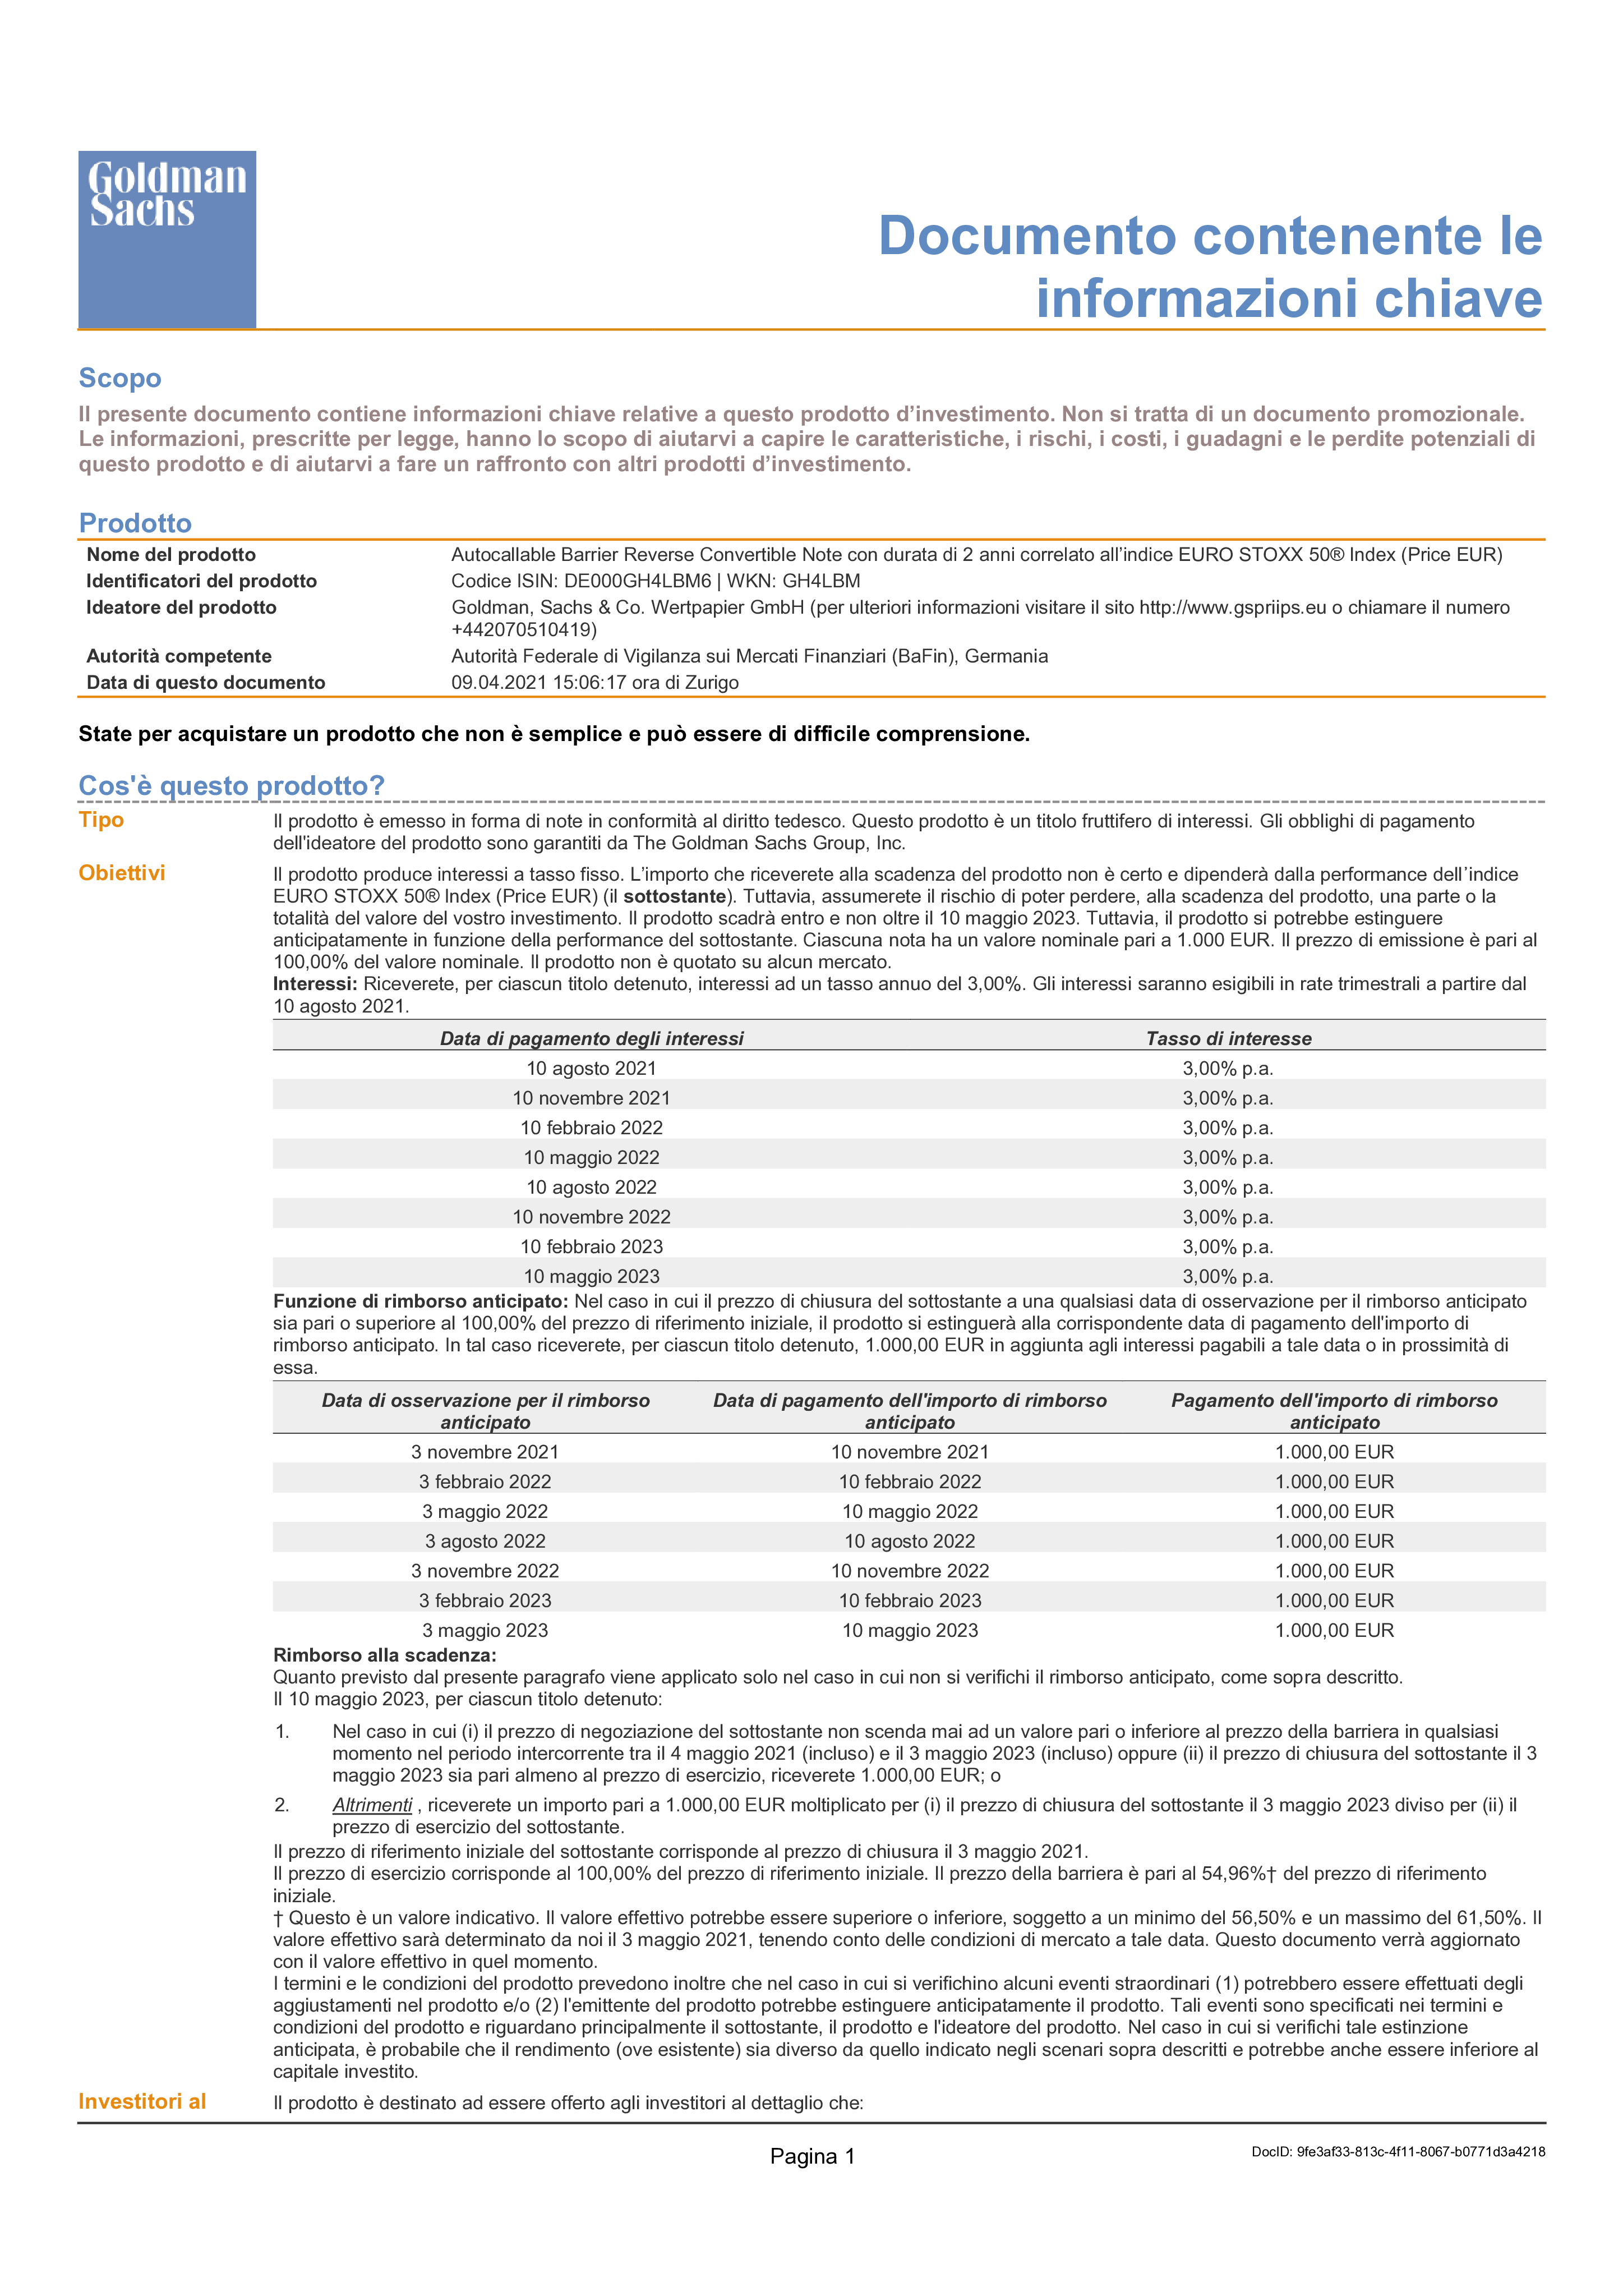 Goldman
Sachs
Documento contenente le
informazioni chiave
Scopo
Il presente documento contiene informazioni chiave relative a questo prodotto d’investimento. Non si tratta di un documento promozionale.
Le informazioni, prescritte per legge, hanno lo scopo di aiutarvi a capire le caratteristiche, i rischi, i costi, i guadagni e le perdite potenziali di
questo prodotto e di aiutarvi a fare un raffronto con altri prodotti d’investimento.
Prodotto
Nome del prodotto Autocallable Barrier Reverse Convertible Note con durata di 2 anni correlato all’indice EURO STOXX 50® Index (Price EUR)
Identificatori del prodotto Codice ISIN: DE000GH4LBM6 | WKN: GH4LBM
Ideatore del prodotto Goldman, Sachs & Co. Wertpapier GmbH (per ulteriori informazioni visitare il sito http://www.gspriips.eu o chiamare il numero
+442070510419)
Autorità competente Autorità Federale di Vigilanza sui Mercati Finanziari (BaFin), Germania
Data di questo documento 09.04.2021 15:06:17 ora di Zurigo
State per acquistare un prodotto che non è semplice e può essere di difficile comprensione.
Cos'è questo prodotto?
Tipo Il prodotto è emesso in forma di note in conformità al diritto tedesco. Questo prodotto è un titolo fruttifero di interessi. Gli obblighi di pagamento
dell'ideatore del prodotto sono garantiti da The Goldman Sachs Group, Inc.
Obiettivi Il prodotto produce interessi a tasso fisso. L’importo che riceverete alla scadenza del prodotto non è certo e dipenderà dalla performance dell’indice
EURO STOXX 50® Index (Price EUR) (il sottostante). Tuttavia, assumerete il rischio di poter perdere, alla scadenza del prodotto, una parte o la
totalità del valore del vostro investimento. Il prodotto scadrà entro e non oltre il 10 maggio 2023. Tuttavia, il prodotto si potrebbe estinguere
anticipatamente in funzione della performance del sottostante. Ciascuna nota ha un valore nominale pari a 1.000 EUR. Il prezzo di emissione è pari al
100,00% del valore nominale. Il prodotto non è quotato su alcun mercato.
Interessi: Riceverete, per ciascun titolo detenuto, interessi ad un tasso annuo del 3,00%. Gli interessi saranno esigibili in rate trimestrali a partire dal
10 agosto 2021.
Data di pagamento degli interessi Tasso di interesse
10 agosto 2021 3,00% p.a.
10 novembre 2021 3,00% p.a.
10 febbraio 2022 3,00% p.a.
10 maggio 2022 3,00% p.a.
10 agosto 2022 3,00% p.a.
10 novembre 2022 3,00% p.a.
10 febbraio 2023 3,00% p.a.
10 maggio 2023 3,00% p.a.
Funzione di rimborso anticipato: Nel caso in cui il prezzo di chiusura del sottostante a una qualsiasi data di osservazione per il rimborso anticipato
sia pari o superiore al 100,00% del prezzo di riferimento iniziale, il prodotto si estinguerà alla corrispondente data di pagamento dell'importo di
rimborso anticipato. In tal caso riceverete, per ciascun titolo detenuto, 1.000,00 EUR in aggiunta agli interessi pagabili a tale data o in prossimità di
essa.
Data di osservazione per il rimborso Data di pagamento dell'importo di rimborso Pagamento dell'importo di rimborso
anticipato anticipato anticipato
3 novembre 2021 10 novembre 2021 1.000,00 EUR
3 febbraio 2022 10 febbraio 2022 1.000,00 EUR
3 maggio 2022 10 maggio 2022 1.000,00 EUR
3 agosto 2022 10 agosto 2022 1.000,00 EUR
3 novembre 2022 10 novembre 2022 1.000,00 EUR
3 febbraio 2023 10 febbraio 2023 1.000,00 EUR
3 maggio 2023 10 maggio 2023 1.000,00 EUR
Rimborso alla scadenza:
Quanto previsto dal presente paragrafo viene applicato solo nel caso in cui non si verifichi il rimborso anticipato, come sopra descritto.
Il 10 maggio 2023, per ciascun titolo detenuto:
1. Nel caso in cui (i) il prezzo di negoziazione del sottostante non scenda mai ad un valore pari o inferiore al prezzo della barriera in qualsiasi
momento nel periodo intercorrente tra il 4 maggio 2021 (incluso) e il 3 maggio 2023 (incluso) oppure (ii) il prezzo di chiusura del sottostante il 3
maggio 2023 sia pari almeno al prezzo di esercizio, riceverete 1.000,00 EUR; o
2. Altrimenti , riceverete un importo pari a 1.000,00 EUR moltiplicato per (i) il prezzo di chiusura del sottostante il 3 maggio 2023 diviso per (ii) il
prezzo di esercizio del sottostante.
Il prezzo di riferimento iniziale del sottostante corrisponde al prezzo di chiusura il 3 maggio 2021.
Il prezzo di esercizio corrisponde al 100,00% del prezzo di riferimento iniziale. Il prezzo della barriera è pari al 54,96%† del prezzo di riferimento
iniziale.
† Questo è un valore indicativo. Il valore effettivo potrebbe essere superiore o inferiore, soggetto a un minimo del 56,50% e un massimo del 61,50%. Il
valore effettivo sarà determinato da noi il 3 maggio 2021, tenendo conto delle condizioni di mercato a tale data. Questo documento verrà aggiornato
con il valore effettivo in quel momento.
I termini e le condizioni del prodotto prevedono inoltre che nel caso in cui si verifichino alcuni eventi straordinari (1) potrebbero essere effettuati degli
aggiustamenti nel prodotto e/o (2) l'emittente del prodotto potrebbe estinguere anticipatamente il prodotto. Tali eventi sono specificati nei termini e
condizioni del prodotto e riguardano principalmente il sottostante, il prodotto e l'ideatore del prodotto. Nel caso in cui si verifichi tale estinzione
anticipata, è probabile che il rendimento (ove esistente) sia diverso da quello indicato negli scenari sopra descritti e potrebbe anche essere inferiore al
capitale investito.
Investitori al Il prodotto è destinato ad essere offerto agli investitori al dettaglio che:
Pagina 1 DocID: 9fe3af33-813c-4f11-8067-b0771d3a4218